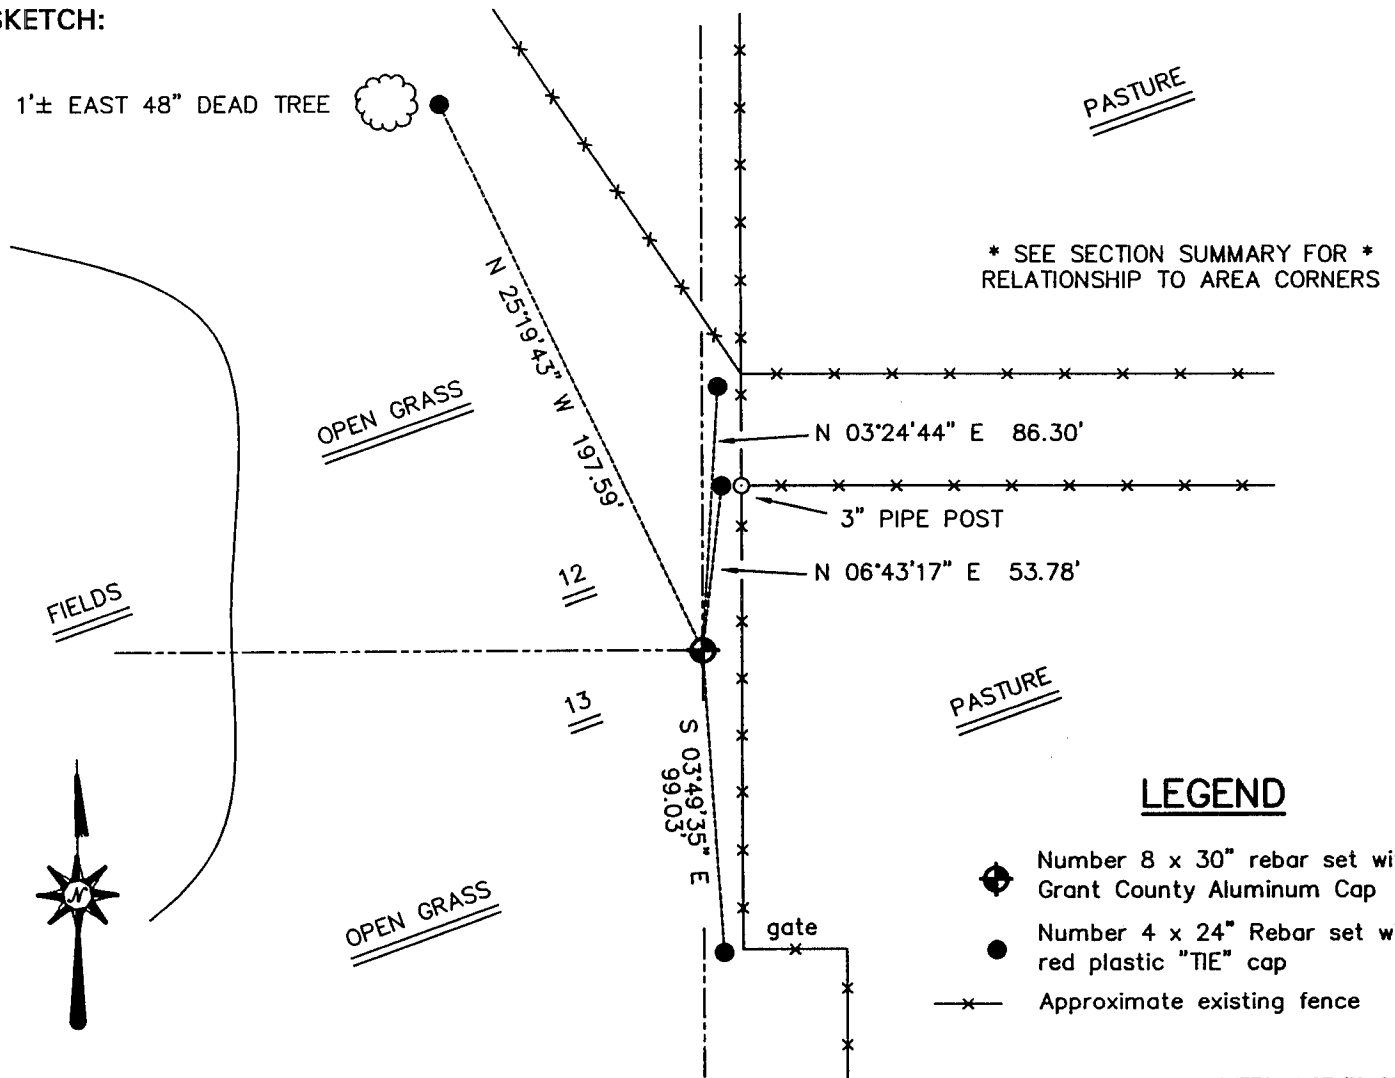 SKETCH:
1'± EAST 48" DEAD TREE
PASTURE
* SEE SECTION SUMMARY FOR *
RELATIONSHIP TO AREA CORNERS
N 25°19'43" W 197.59'
OPEN GRASS
N 03°24'44" E 86.30'
3" PIPE POST
N 06°43'17" E 53.78'
12
FIELDS
13
PASTURE
S 03°49'35" E
99.03'
LEGEND
Number 8 x 30" rebar set wi
Grant County Aluminum Cap
N
OPEN GRASS
gate
Number 4 x 24" Rebar set w
red plastic "TIE" cap
Approximate existing fence